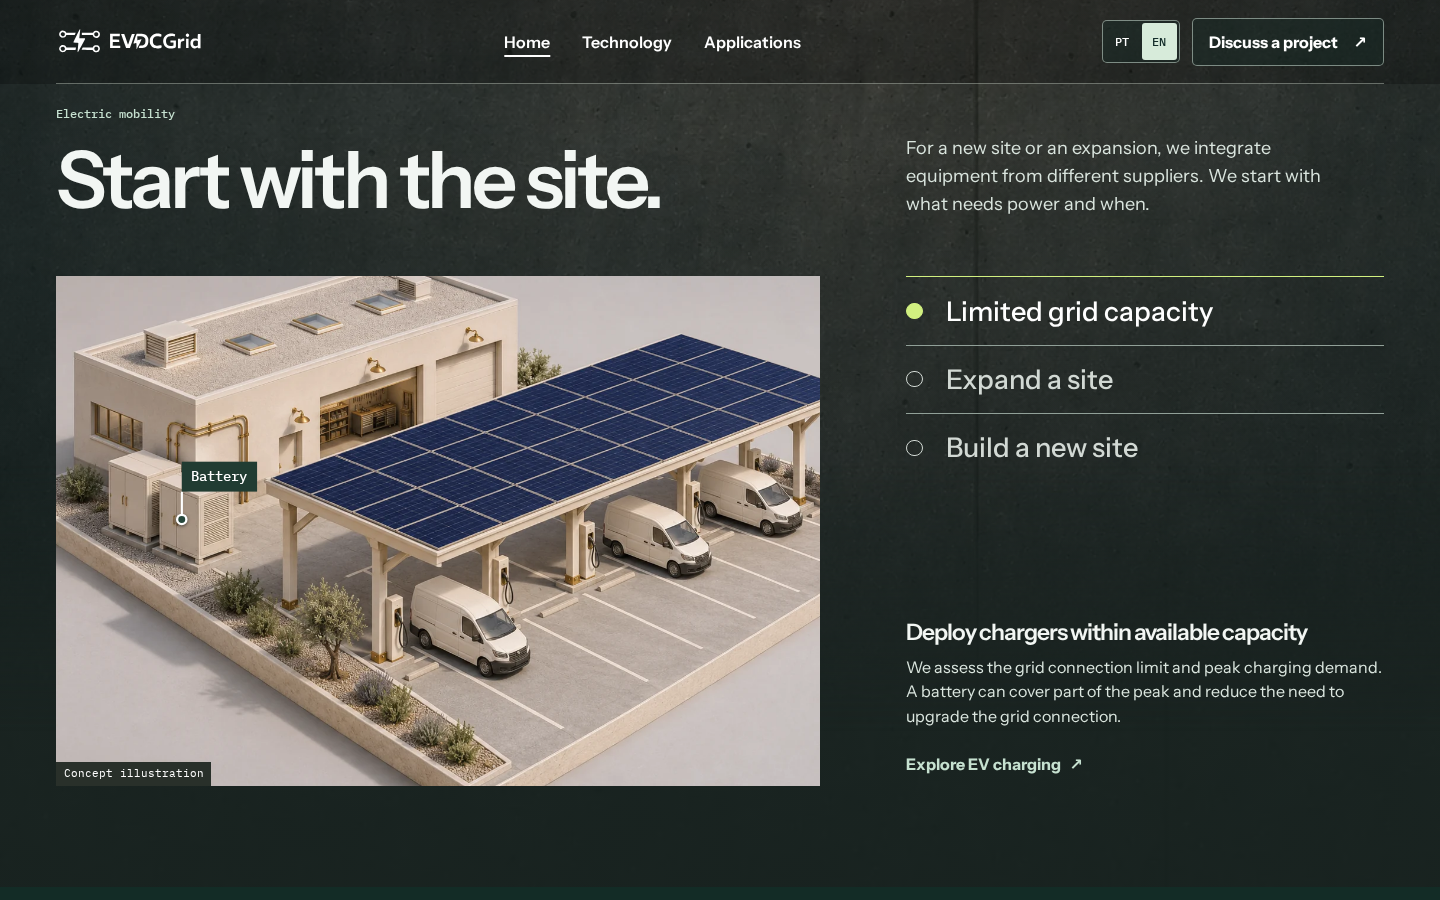 EVDCGrid
Home
Technology
Applications
PT
EN
Discuss a project ↗
Electric mobility
Start with the site.
For a new site or an expansion, we integrate
equipment from different suppliers. We start with
what needs power and when.
Limited grid capacity
Expand a site
Build a new site
Battery
Concept illustration
Deploy chargers within available capacity
We assess the grid connection limit and peak charging demand.
A battery can cover part of the peak and reduce the need to
upgrade the grid connection.
Explore EV charging ↗